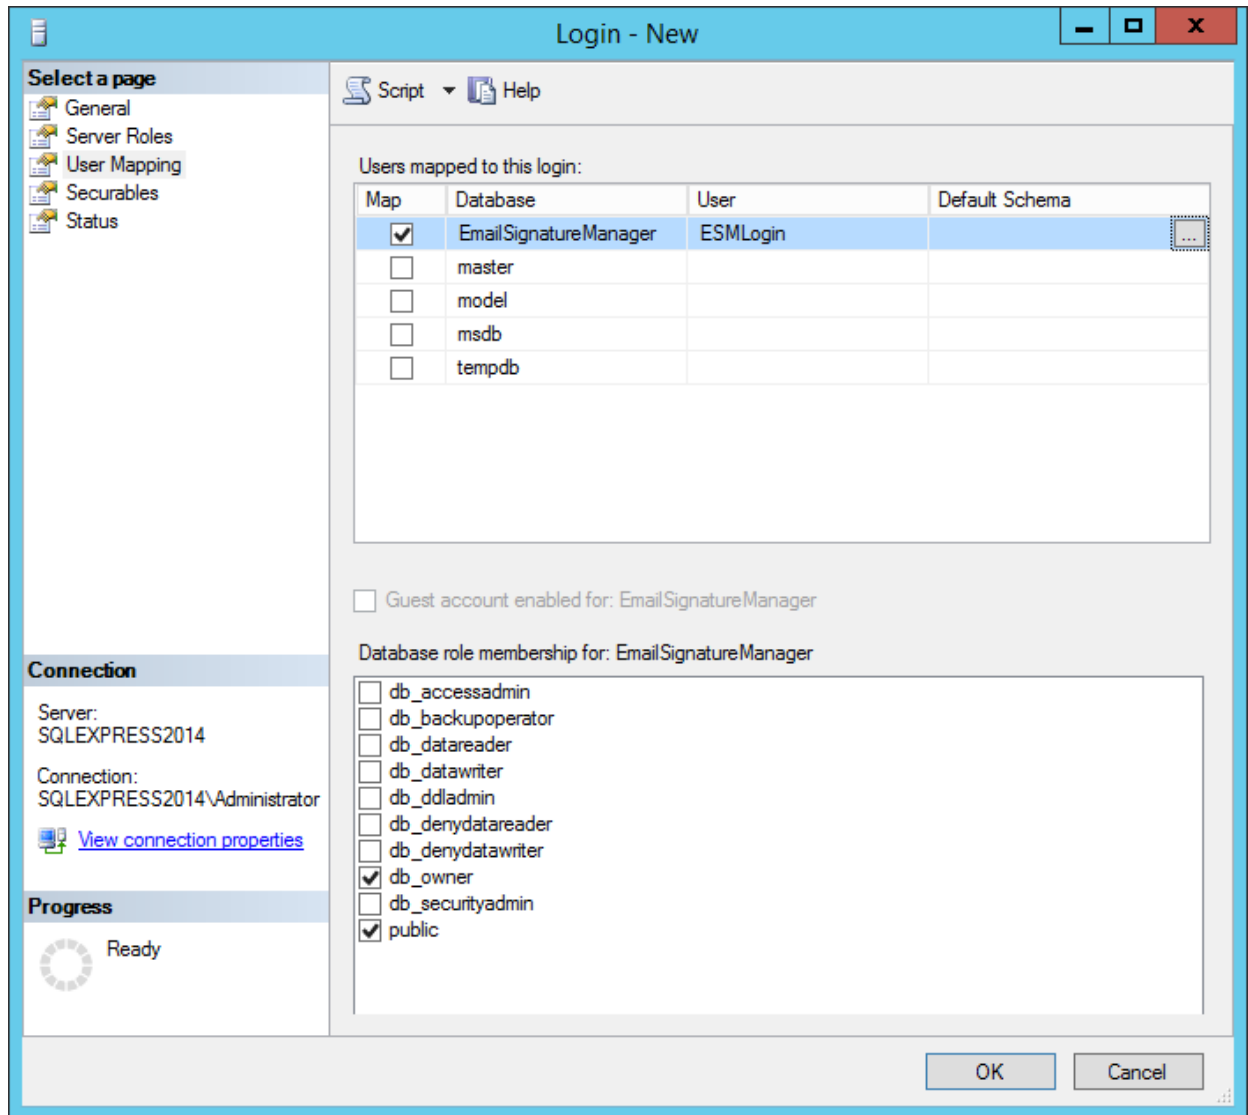 Login - New
Select a page
General
Server Roles
User Mapping
Securables
Status
Script Help
Users mapped to this login:
Map Database User Default Schema
EmailSignatureManager ESMLogin ...
master
model
msdb
tempdb
Guest account enabled for: EmailSignatureManager
Database role membership for: EmailSignatureManager
db_accessadmin
db_backupoperator
db_datareader
db_datawriter
db_ddladmin
db_denydatareader
db_denydatawriter
db_owner
db_securityadmin
public
Connection
Server:
SQLEXPRESS2014
Connection:
SQLEXPRESS2014\Administrator
View connection properties
Progress
Ready
OK Cancel